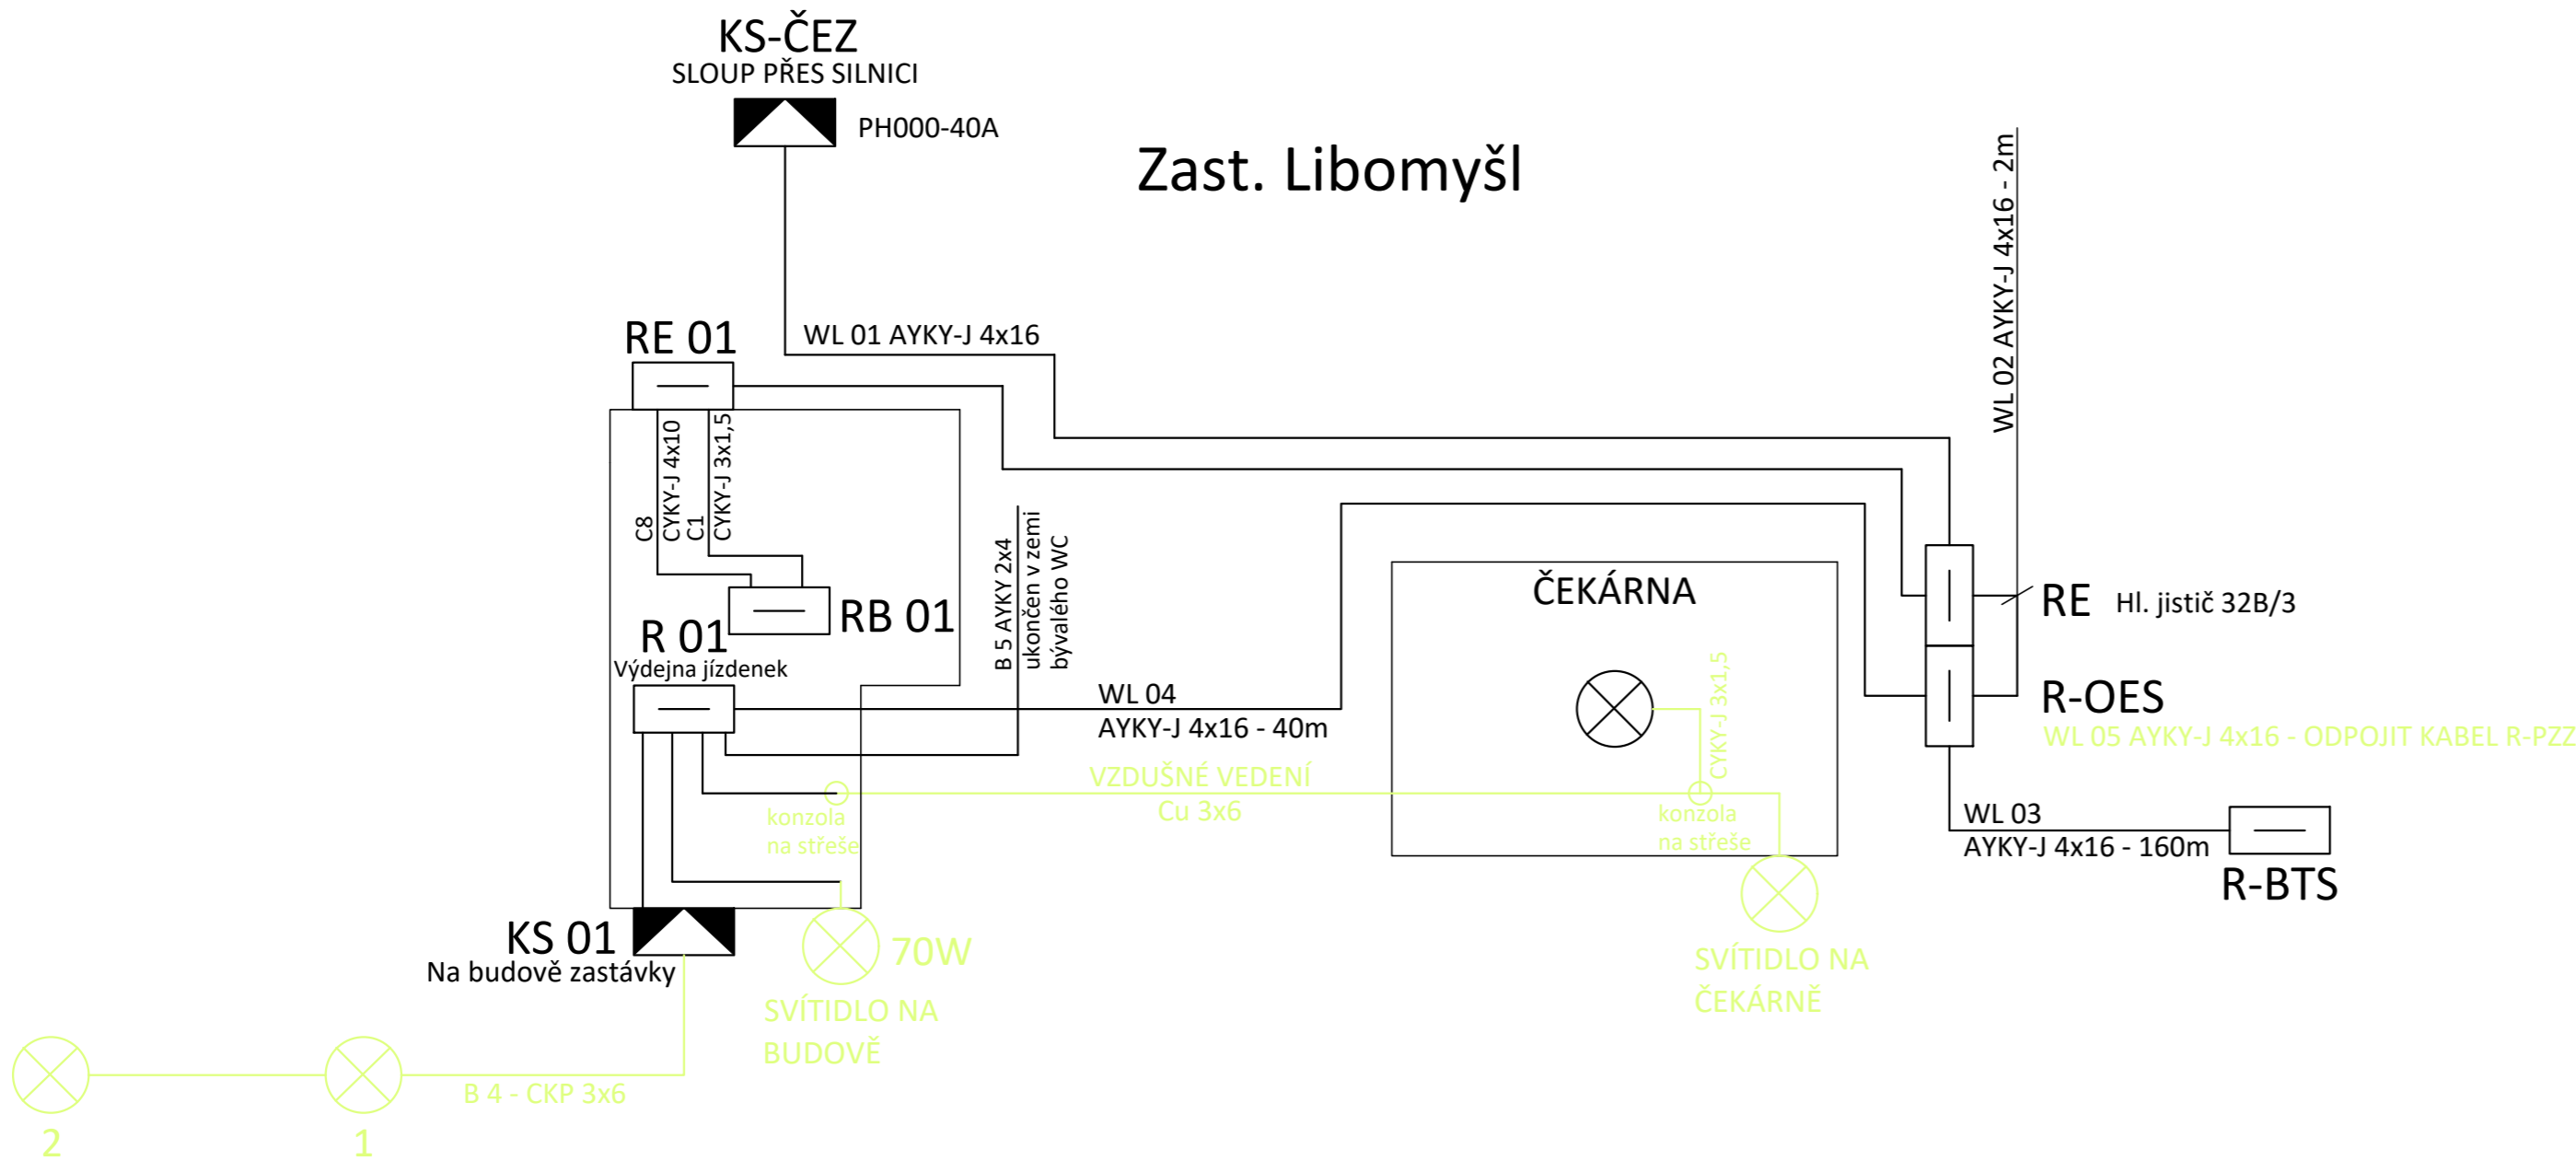 KS-ČEZ
SLOUP PŘES SILNICI
PH000-40A
Zast. Libomyšl
WL 02 AYKY-J 4x16 - 2m
WL 01 AYKY-J 4x16
RE 01
C8
CYKY-J 4x10
C1
CYKY-J 3x1,5
RB 01
R 01
Výdejna jízdenek
B 5 AYKY 2x4
ukončen v zemi
bývalého WC
ČEKÁRNA
RE
Hl. jistič 32B/3
CYKY-J 3x1,5
WL 04
AYKY-J 4x16 - 40m
R-OES
WL 05 AYKY-J 4x16 - ODPOJIT KABEL R-PZZ
VZDUŠNÉ VEDENÍ
Cu 3x6
konzola
na střeše
konzola
na střeše
WL 03
AYKY-J 4x16 - 160m
R-BTS
KS 01
Na budově zastávky
70W
SVÍTIDLO NA
BUDOVĚ
SVÍTIDLO NA
ČEKÁRNĚ
B 4 - CKP 3x6
2
1